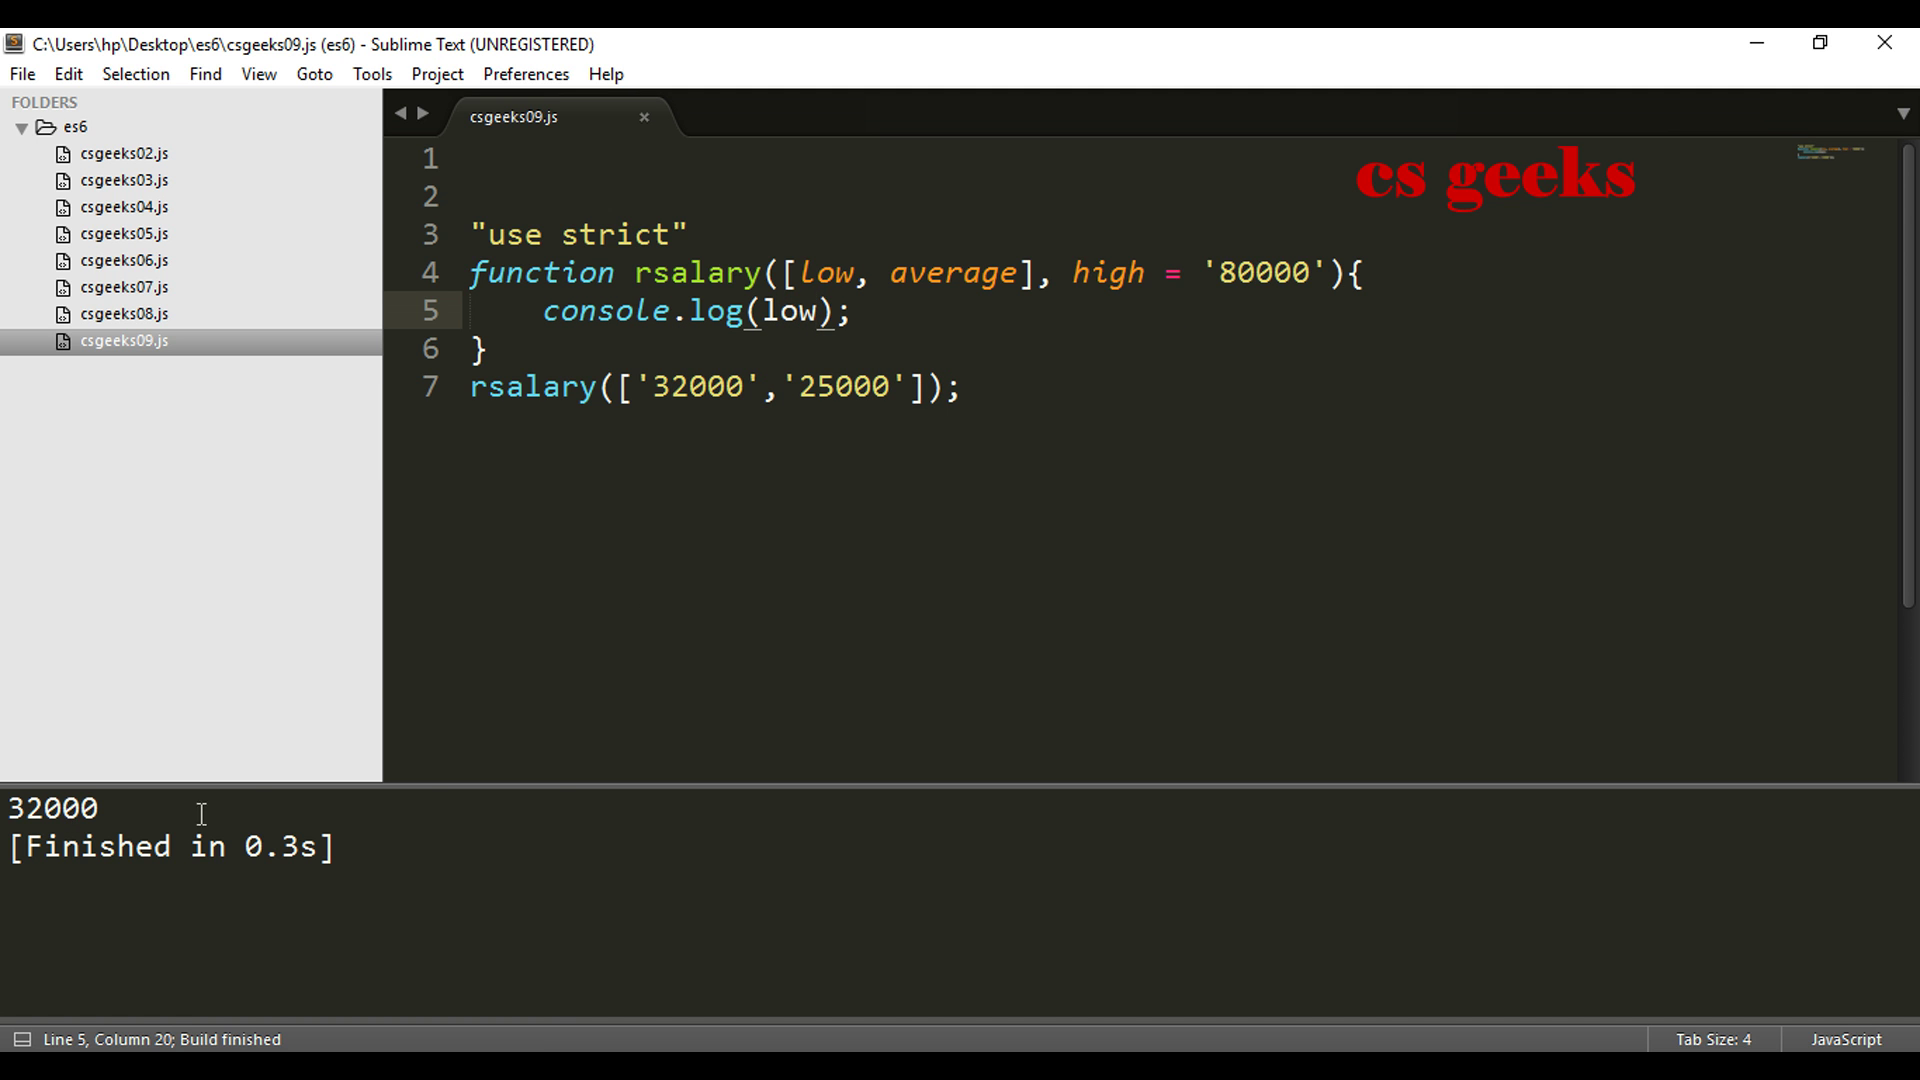 C:\Users\hp\Desktop\es6\csgeeks09.js (es6) - Sublime Text (UNREGISTERED)
File Edit Selection Find View Goto Tools Project Preferences Help
FOLDERS
es6
csgeeks02.js
csgeeks03.js
csgeeks04.js
csgeeks05.js
csgeeks06.js
csgeeks07.js
csgeeks08.js
csgeeks09.js
csgeeks09.js
cs geeks
1
2
3 "use strict"
4 function rsalary([low, average], high = '80000'){
5     console.log(low);
6 }
7 rsalary(['32000','25000']);
32000
[Finished in 0.3s]
Line 5, Column 20; Build finished
Tab Size: 4
JavaScript